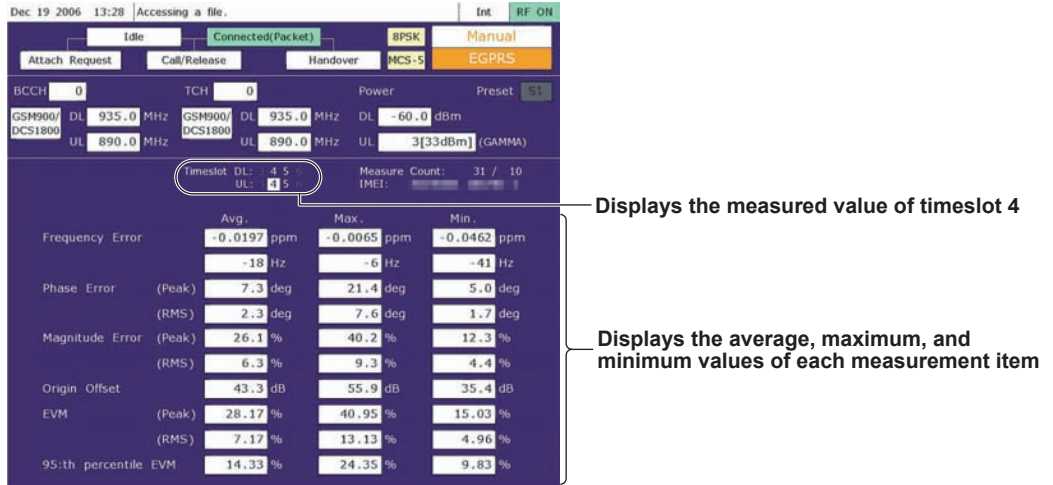 Dec 19 2006 13:28 Accessing a file. Int RF ON
Idle Connected(Packet) 8PSK Manual
Attach Request Call/Release Handover MCS-5 EGPRS
BCCH 0 TCH 0 Power Preset S1
GSM900/DCS1800 DL 935.0 MHz GSM900/DCS1800 DL 935.0 MHz DL -60.0 dBm
UL 890.0 MHz UL 890.0 MHz UL 3[33dBm] (GAMMA)
Timeslot DL: 3 4 5 6 Measure Count: 31 / 10
UL: 3 4 5 6 IMEI:
Displays the measured value of timeslot 4
Avg. Max. Min.
Frequency Error -0.0197 ppm -0.0065 ppm -0.0462 ppm
-18 Hz -6 Hz -41 Hz
Phase Error (Peak) 7.3 deg 21.4 deg 5.0 deg
(RMS) 2.3 deg 7.6 deg 1.7 deg
Magnitude Error (Peak) 26.1 % 40.2 % 12.3 %
(RMS) 6.3 % 9.3 % 4.4 %
Origin Offset 43.3 dB 55.9 dB 35.4 dB
EVM (Peak) 28.17 % 40.95 % 15.03 %
(RMS) 7.17 % 13.13 % 4.96 %
95:th percentile EVM 14.33 % 24.35 % 9.83 %
Displays the average, maximum, and
minimum values of each measurement item